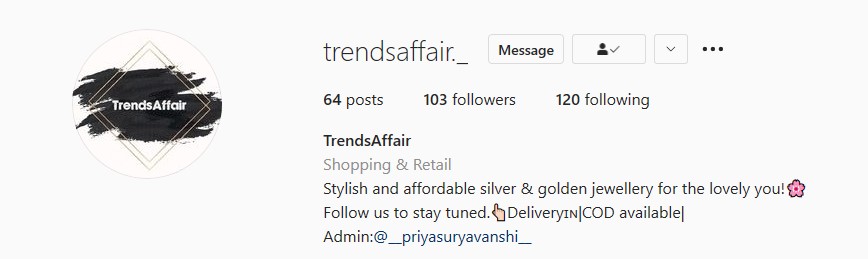 TrendsAffair
trendsaffair._ Message
64 posts 103 followers 120 following
TrendsAffair
Shopping & Retail
Stylish and affordable silver & golden jewellery for the lovely you!🌸
Follow us to stay tuned.👆Deliveryɪɴ|COD available|
Admin:@__priyasuryavanshi__